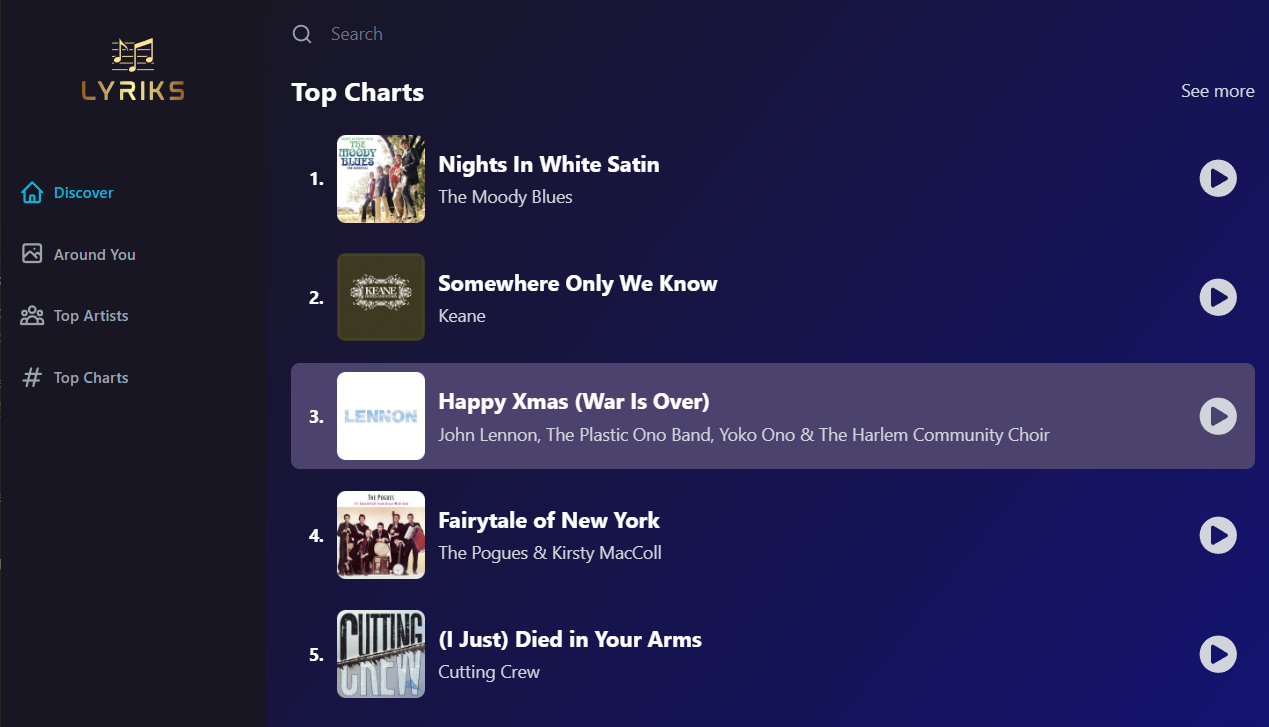 LYRIKS
Discover
Around You
Top Artists
Top Charts
Search
Top Charts
See more
1.
THE
MOODY
BLUES
Nights In White Satin
The Moody Blues
2.
KEANE
Somewhere Only We Know
Keane
3.
LENNON
Happy Xmas (War Is Over)
John Lennon, The Plastic Ono Band, Yoko Ono & The Harlem Community Choir
4.
THE POGUES
Fairytale of New York
The Pogues & Kirsty MacColl
5.
CUTTING
CREW
(I Just) Died in Your Arms
Cutting Crew